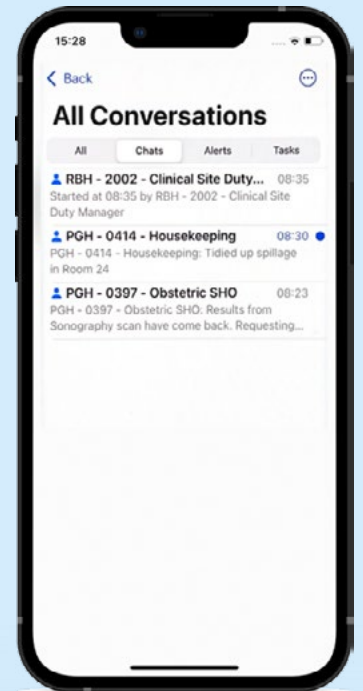 15:28
Back
All Conversations
All Chats Alerts Tasks
RBH - 2002 - Clinical Site Duty... 08:35
Started at 08:35 by RBH - 2002 - Clinical Site
Duty Manager
PGH - 0414 - Housekeeping 08:30
PGH - 0414 - Housekeeping: Tidied up spillage
in Room 24
PGH - 0397 - Obstetric SHO 08:23
PGH - 0397 - Obstetric SHO: Results from
Sonography scan have come back. Requesting...